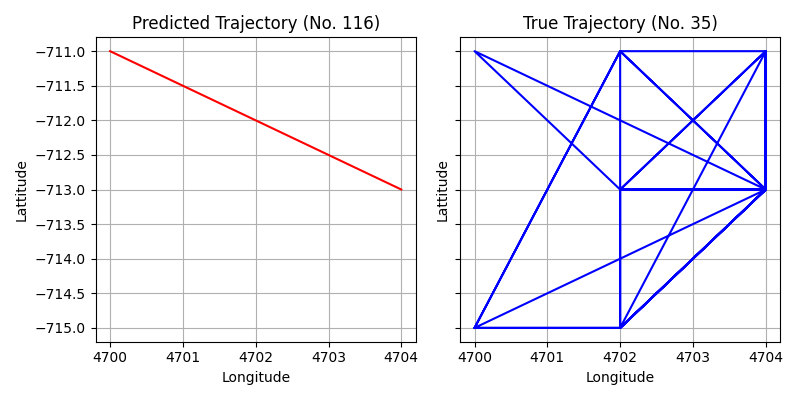 Predicted Trajectory (No. 116)
True Trajectory (No. 35)
−711.0
−711.5
−712.0
−712.5
−713.0
−713.5
−714.0
−714.5
−715.0
Lattitude
Lattitude
4700 4701 4702 4703 4704
4700 4701 4702 4703 4704
Longitude
Longitude